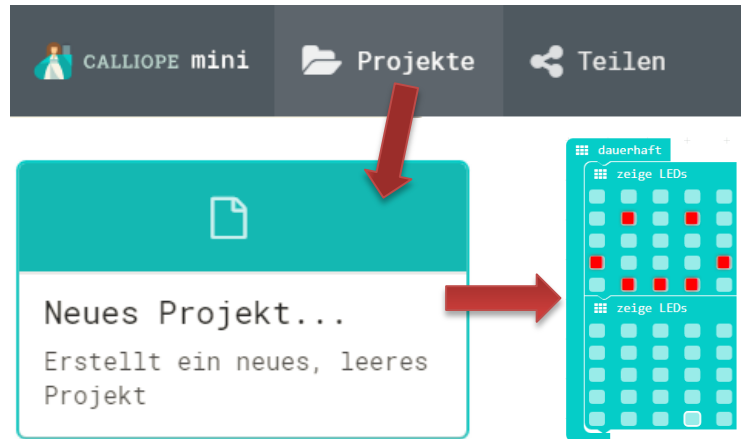 CALLIOPE mini
Projekte
Teilen
Neues Projekt...
Erstellt ein neues, leeres
Projekt
dauerhaft
zeige LEDs
zeige LEDs